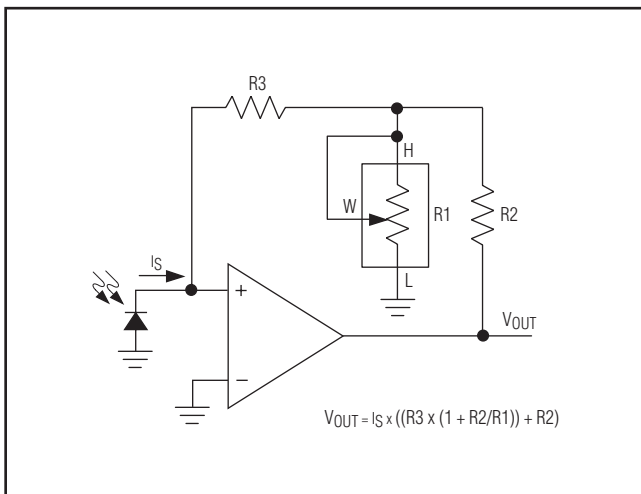 R3
H
W
R1
R2
L
IS
+
VOUT
−
VOUT = IS x ((R3 x (1 + R2/R1)) + R2)